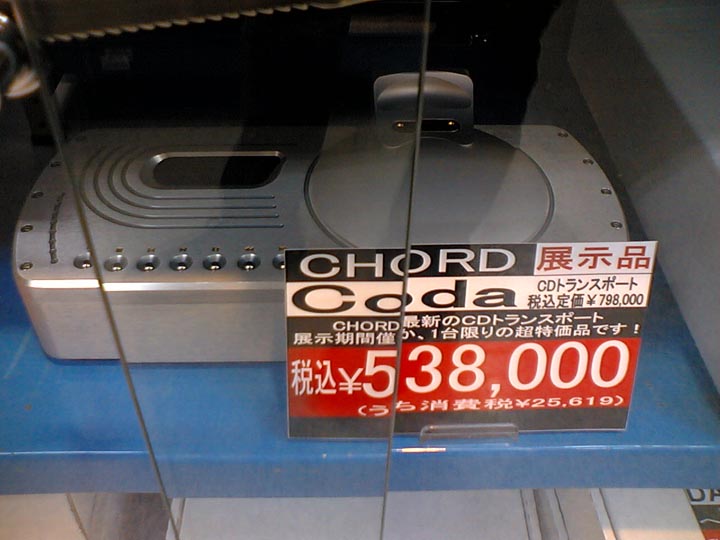 CHORD 展示品
Coda CDトランスポート
税込定価¥798,000
CHORD最新のCDトランスポート
展示期間僅か、1台限りの超特価品です!
税込¥538,000
(うち消費税¥25,619)